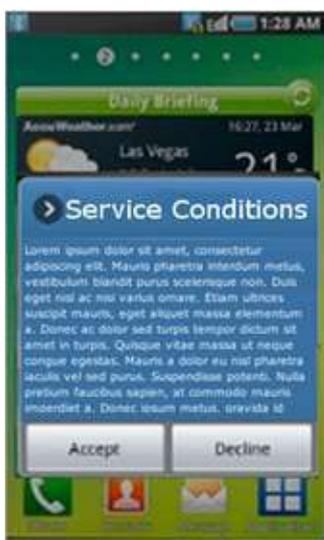 1:28 AM
2
Daily Briefing
AccuWeather.com 16:27, 23 Mar
Las Vegas
21°
Service Conditions
Lorem ipsum dolor sit amet, consectetur
adipiscing elit. Mauris pharetra interdum metus,
vestibulum blandit purus scelerisque non. Duis
eget nisl ac nisi varius ornare. Etiam ultrices
suscipit mauris, eget aliquet massa elementum
a. Donec ac dolor sed turpis tempor dictum sit
amet in turpis. Quisque vitae massa ut neque
congue egestas. Mauris a dolor eu nisl pharetra
iaculis vel sed purus. Suspendisse potenti. Nulla
pretium faucibus sapien, at commodo mauris
imperdiet a. Donec ipsum metus, gravida id
Accept Decline